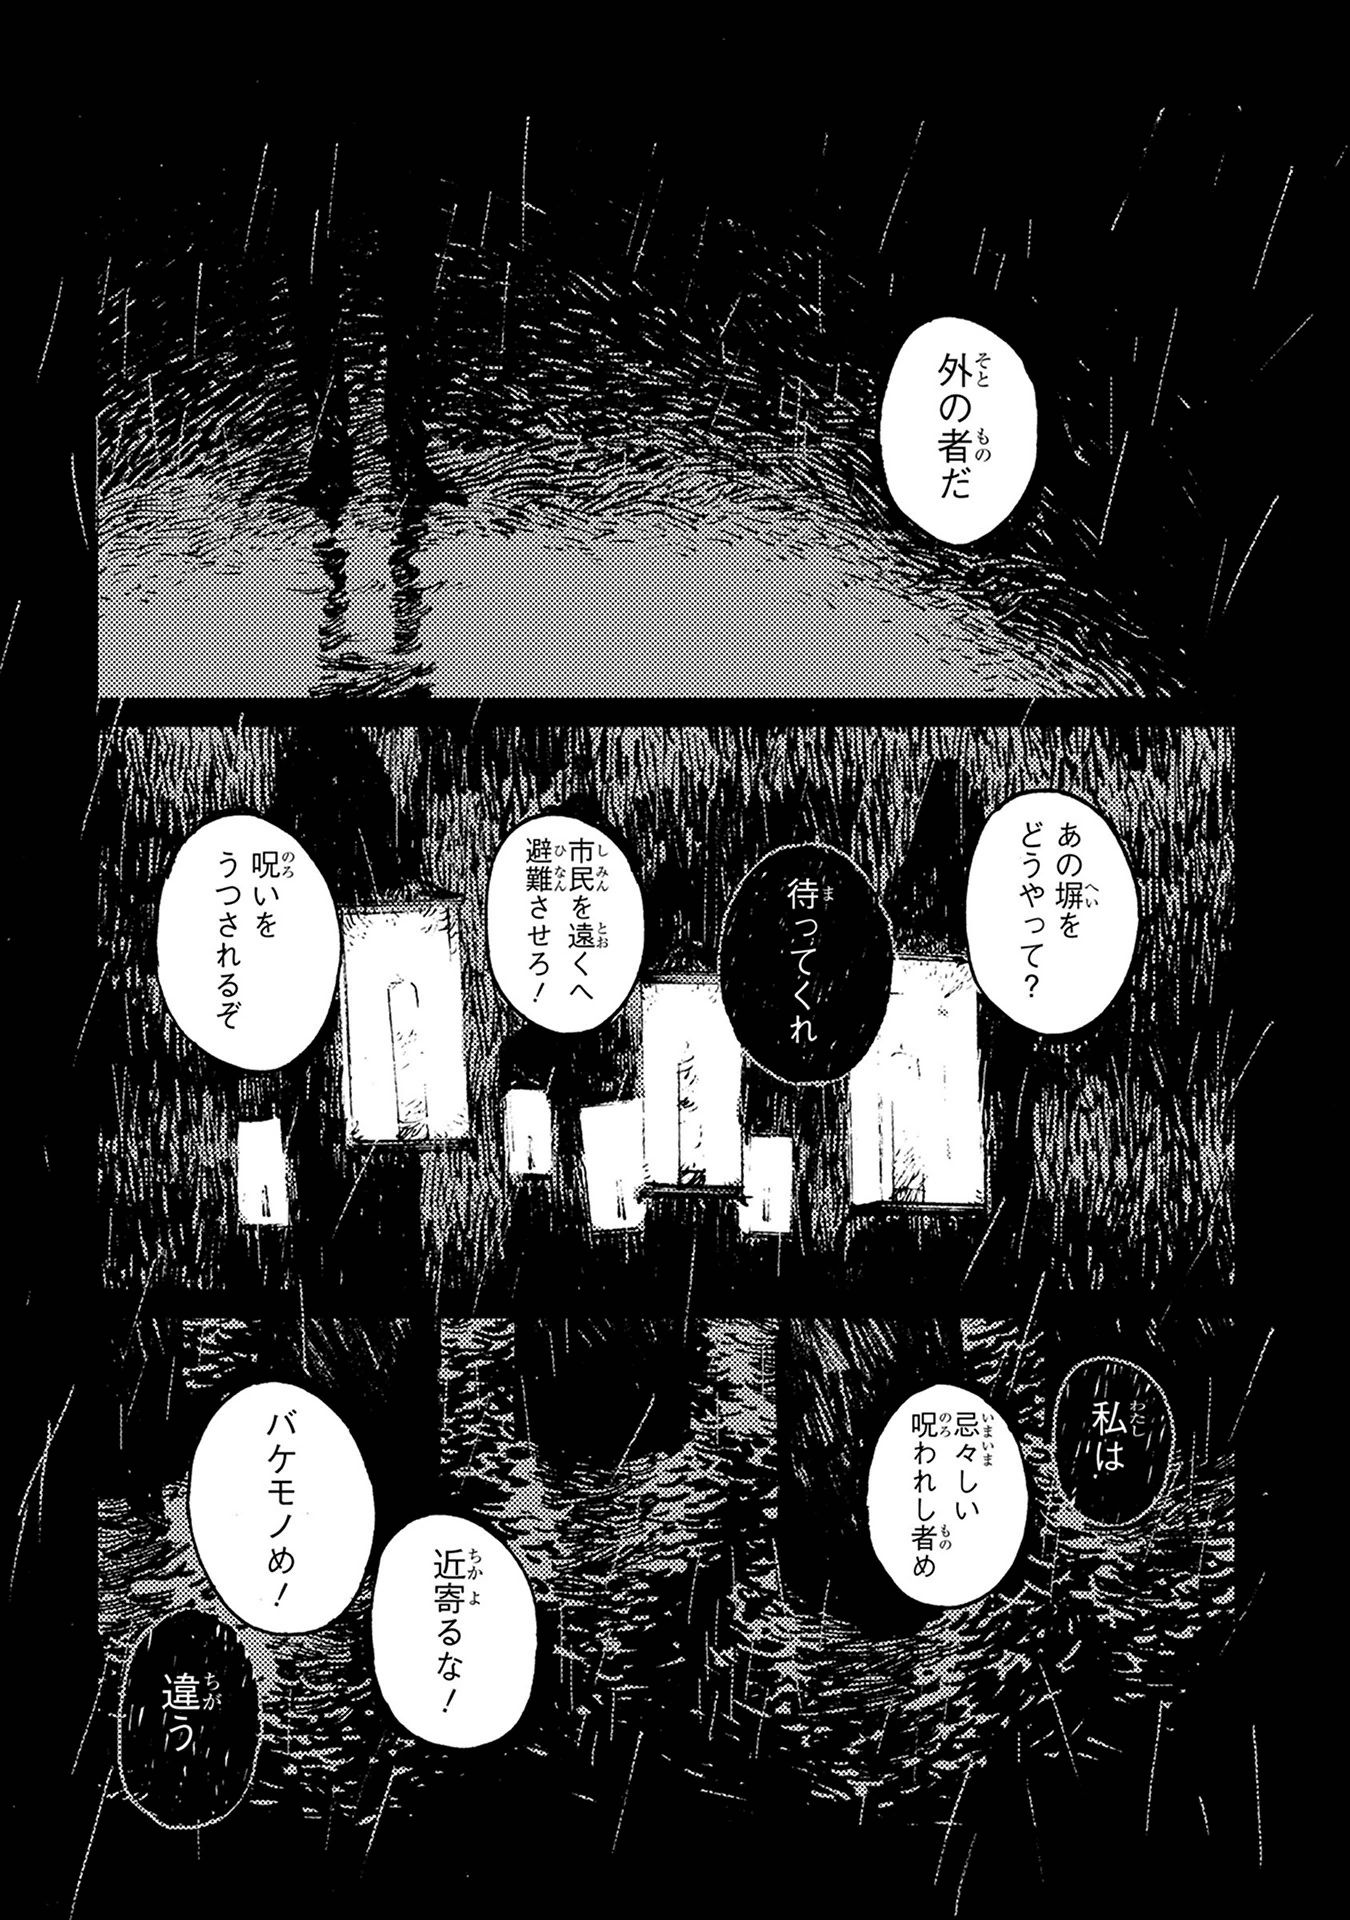 外の者だ
あの塀を
どうやって？
待ってくれ
市民を遠くへ
避難させろ！
呪いを
うつされるぞ
私は
忌々しい
呪われし者め
近寄るな！
バケモノめ！
違う